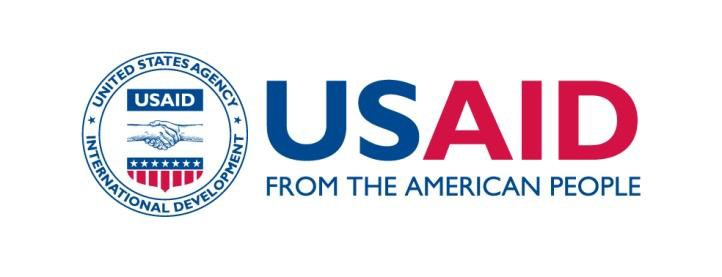 UNITED STATES AGENCY
USAID
INTERNATIONAL DEVELOPMENT
USAID
FROM THE AMERICAN PEOPLE